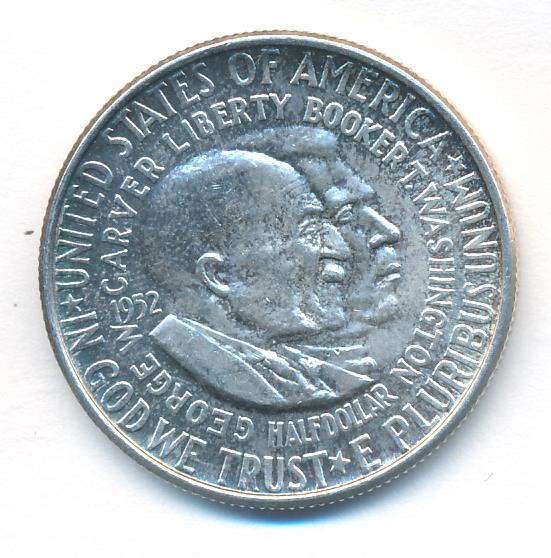 UNITED STATES OF AMERICA ★ E PLURIBUS UNUM ★ IN GOD WE TRUST ★
GEORGE W CARVER LIBERTY BOOKER T. WASHINGTON
1952
HALF DOLLAR